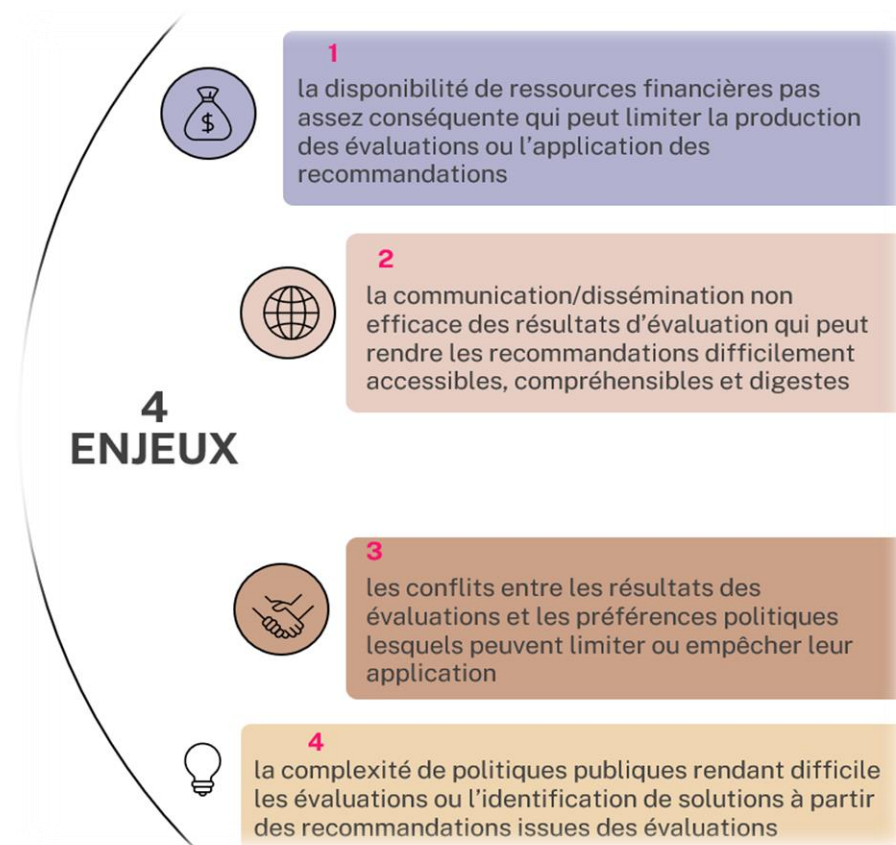 1
la disponibilité de ressources financières pas
assez conséquente qui peut limiter la production
des évaluations ou l'application des
recommandations
2
la communication/dissémination non
efficace des résultats d'évaluation qui peut
rendre les recommandations difficilement
accessibles, compréhensibles et digestes
4
ENJEUX
3
les conflits entre les résultats des
évaluations et les préférences politiques
lesquels peuvent limiter ou empêcher leur
application
4
la complexité de politiques publiques rendant difficile
les évaluations ou l'identification de solutions à partir
des recommandations issues des évaluations